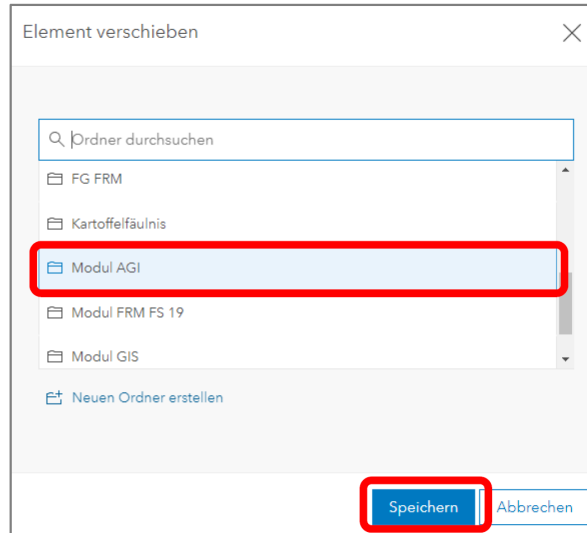 Element verschieben
Ordner durchsuchen
FG FRM
Kartoffelfäulnis
Modul AGI
Modul FRM FS 19
Modul GIS
Neuen Ordner erstellen
Speichern
Abbrechen